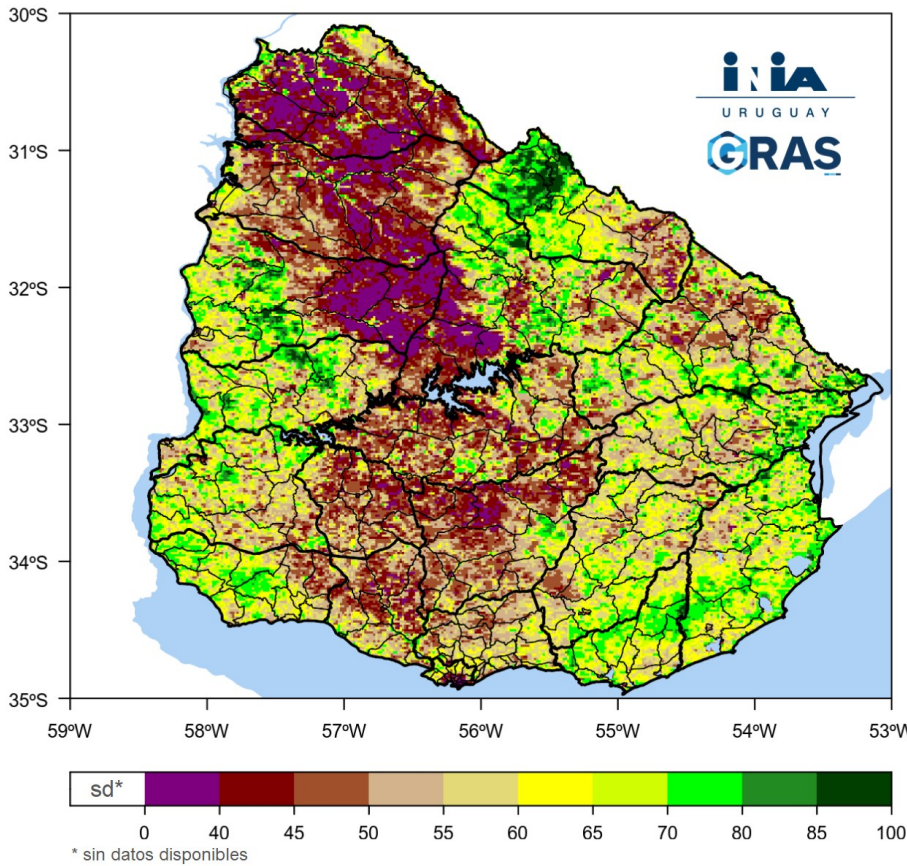 30ºS
31ºS
32ºS
33ºS
34ºS
35ºS
59ºW
58ºW
57ºW
56ºW
55ºW
54ºW
53ºW
iNiA
URUGUAY
GRAS
sd*
0 40 45 50 55 60 65 70 80 85 100
* sin datos disponibles